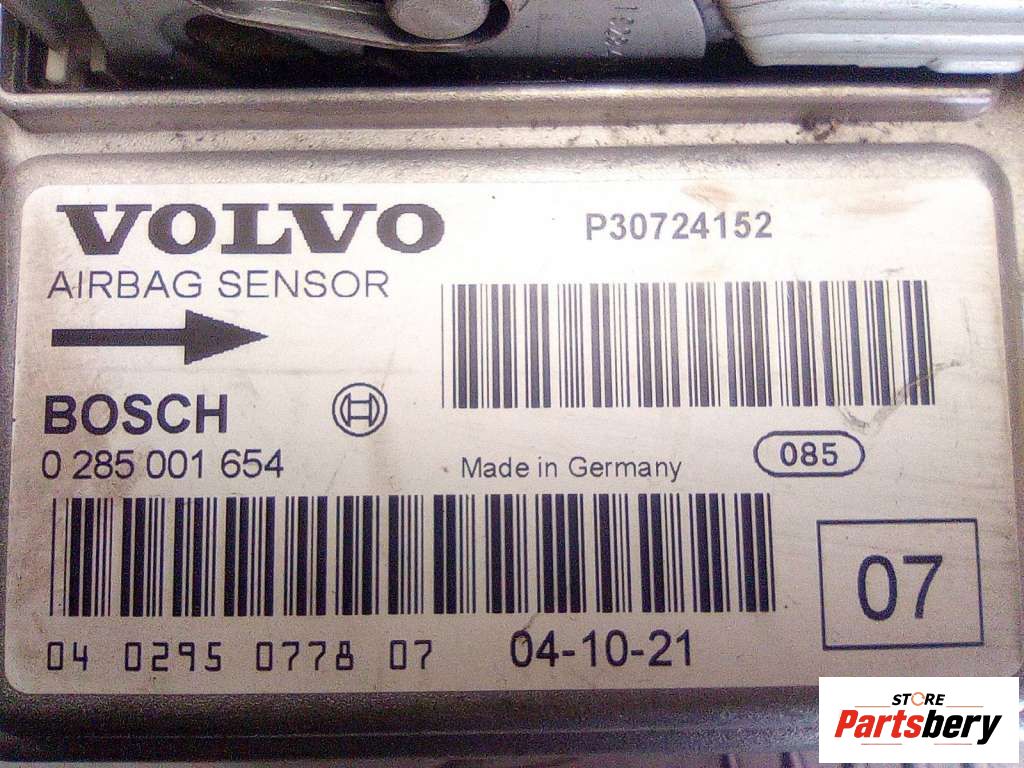 VOLVO
P30724152
AIRBAG SENSOR
BOSCH
0 285 001 654
Made in Germany
085
07
04 0295 0778 07
04-10-21
STORE
Partsbery